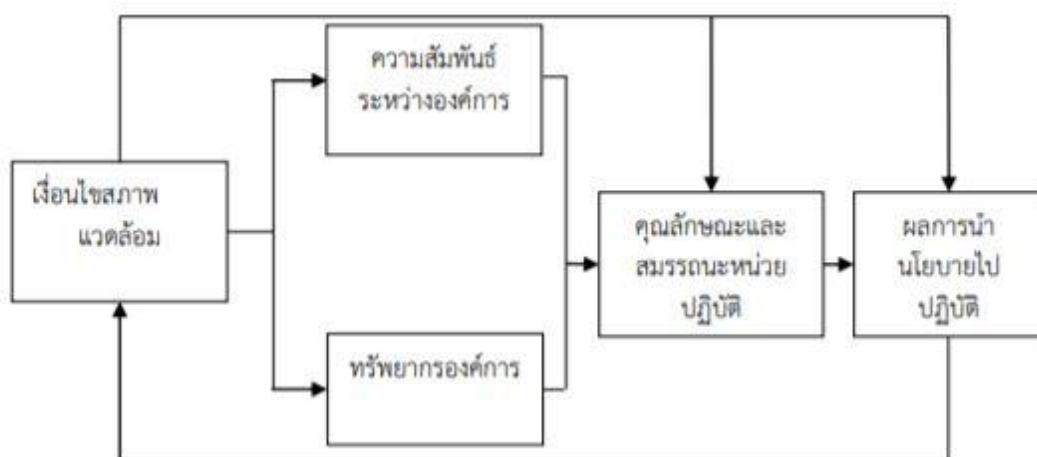 ความสัมพันธ์
ระหว่างองค์การ
เงื่อนไขสภาพ
แวดล้อม
ทรัพยากรองค์การ
คุณลักษณะและ
สมรรถนะหน่วย
ปฏิบัติ
ผลการนำ
นโยบายไป
ปฏิบัติ